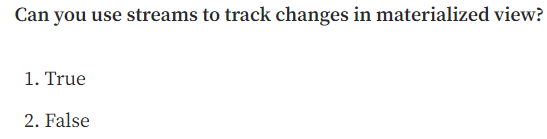 Can you use streams to track changes in materialized view?
1. True
2. False